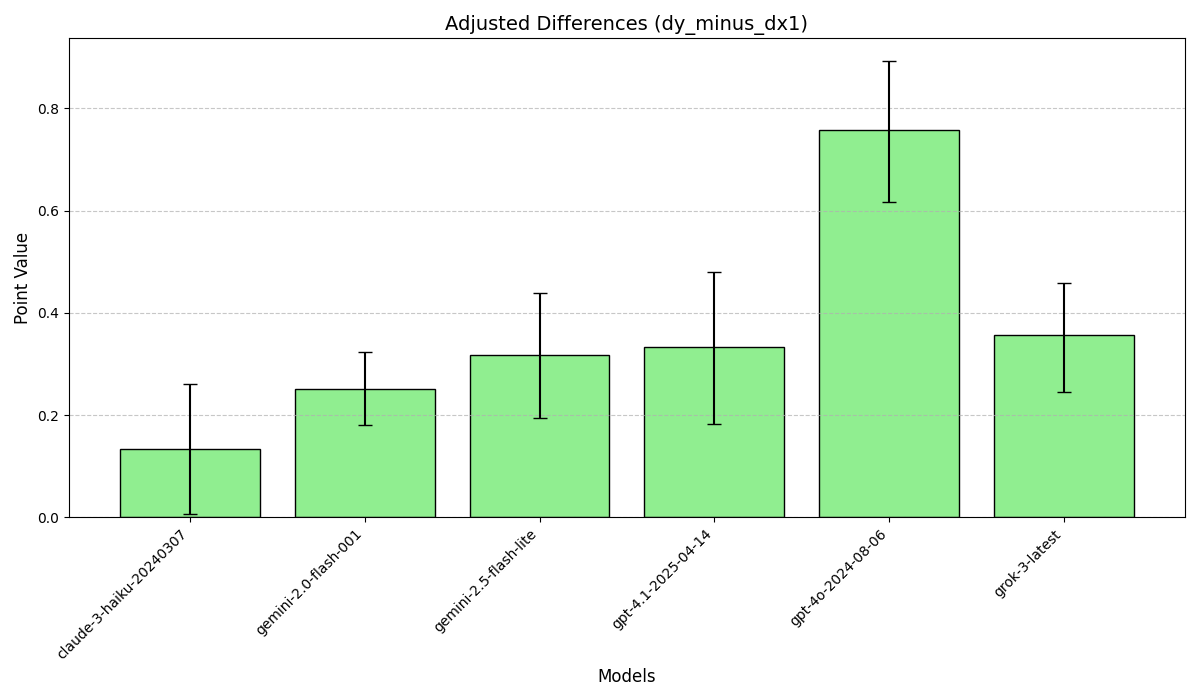 Adjusted Differences (dy_minus_dx1)
Point Value
0.8
0.6
0.4
0.2
0.0
claude-3-haiku-20240307
gemini-2.0-flash-001
gemini-2.5-flash-lite
gpt-4.1-2025-04-14
gpt-4o-2024-08-06
grok-3-latest
Models